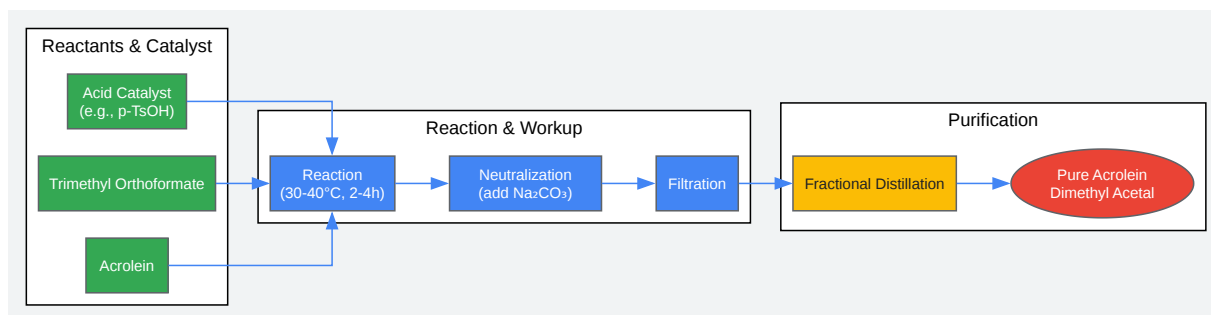 Reactants & Catalyst
Acid Catalyst
(e.g., p-TsOH)
Trimethyl Orthoformate
Acrolein
Reaction & Workup
Reaction
(30-40°C, 2-4h)
Neutralization
(add Na₂CO₃)
Filtration
Purification
Fractional Distillation
Pure Acrolein
Dimethyl Acetal